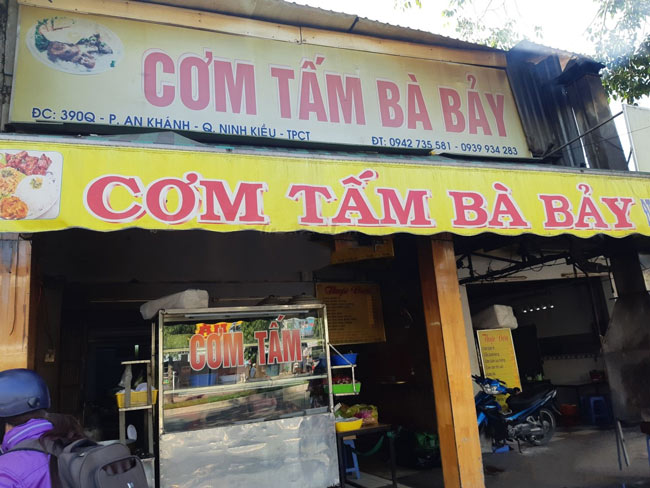 CƠM TẤM BÀ BẢY
ĐC: 390Q - P. AN KHÁNH - Q. NINH KIỀU - TPCT
ĐT: 0942 735 581 - 0939 934 283
CƠM TẤM BÀ BẢY
CƠM TẤM